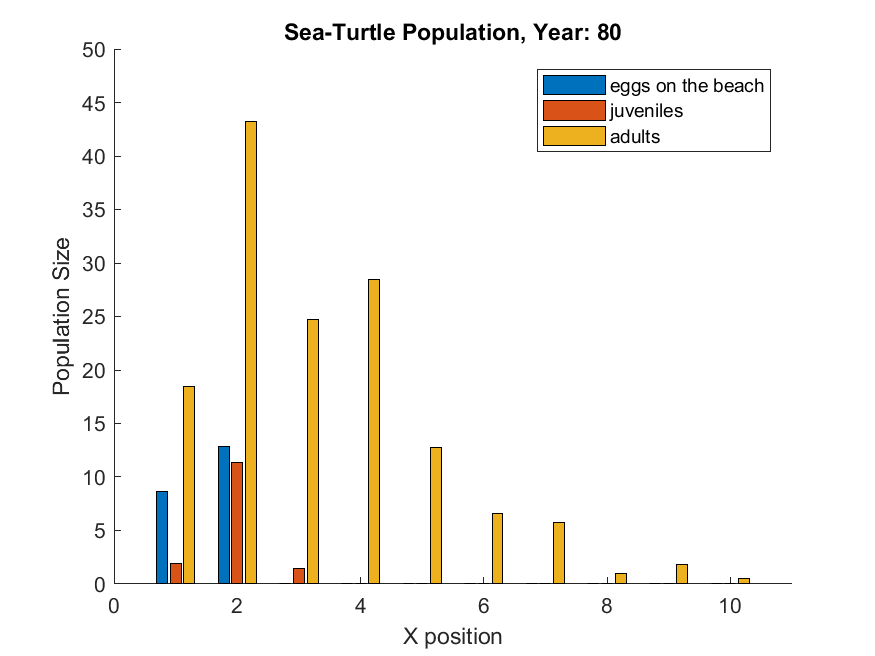 Sea-Turtle Population, Year: 80
eggs on the beach
juveniles
adults
Population Size
50
45
40
35
30
25
20
15
10
5
0
0 2 4 6 8 10
X position